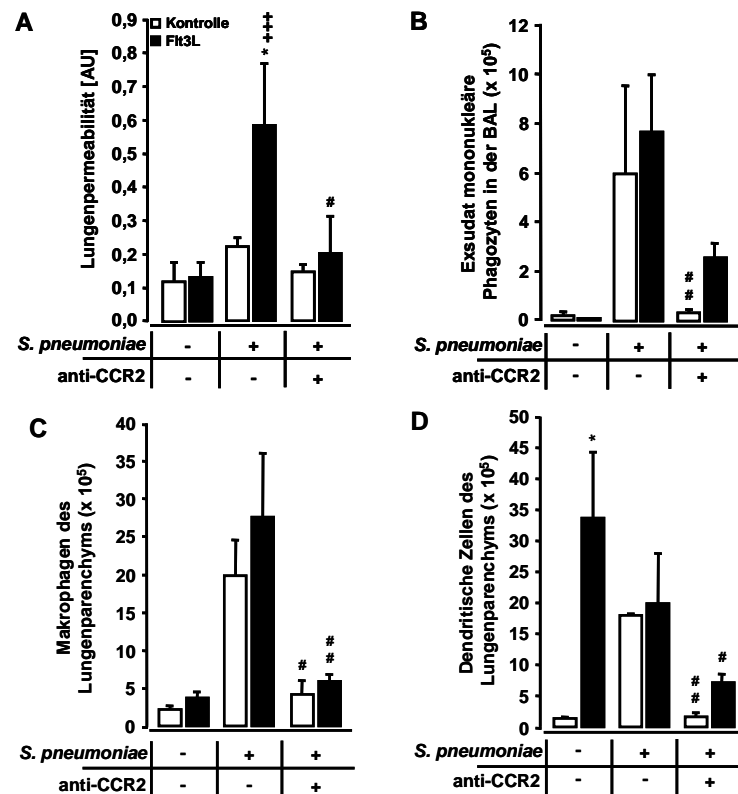 A
Lungenpermeabilität [AU]
0,9
0,8
0,7
0,6
0,5
0,4
0,3
0,2
0,1
0,0
Kontrolle
Flt3L
‡
‡
‡
*
#
S. pneumoniae - + +
anti-CCR2 - - +
B
Exsudat mononukleäre
Phagozyten in der BAL (x 10⁵)
12
10
8
6
4
2
0
#
#
S. pneumoniae - + +
anti-CCR2 - - +
C
Makrophagen des
Lungenparenchyms (x 10⁵)
40
35
30
25
20
15
10
5
0
#
#
#
S. pneumoniae - + +
anti-CCR2 - - +
D
Dendritische Zellen des
Lungenparenchyms (x 10⁵)
50
45
40
35
30
25
20
15
10
5
0
*
#
#
#
S. pneumoniae - + +
anti-CCR2 - - +